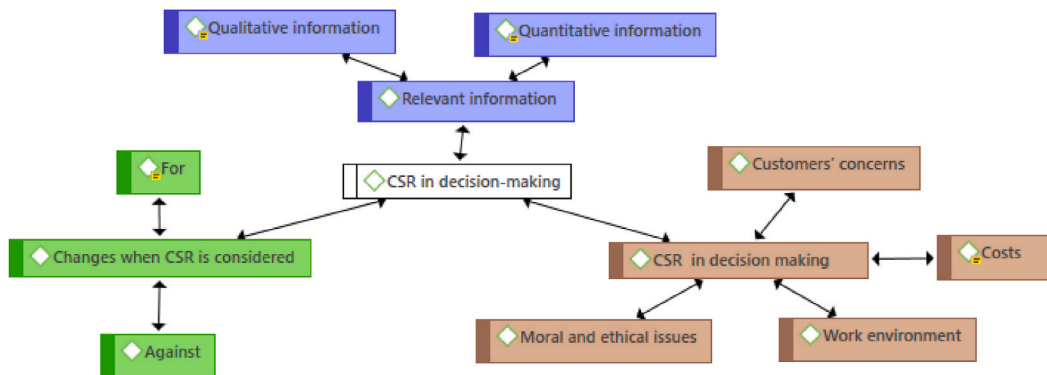 Qualitative information
Quantitative information
Relevant information
For
CSR in decision-making
Customers' concerns
Changes when CSR is considered
CSR in decision making
Costs
Against
Moral and ethical issues
Work environment